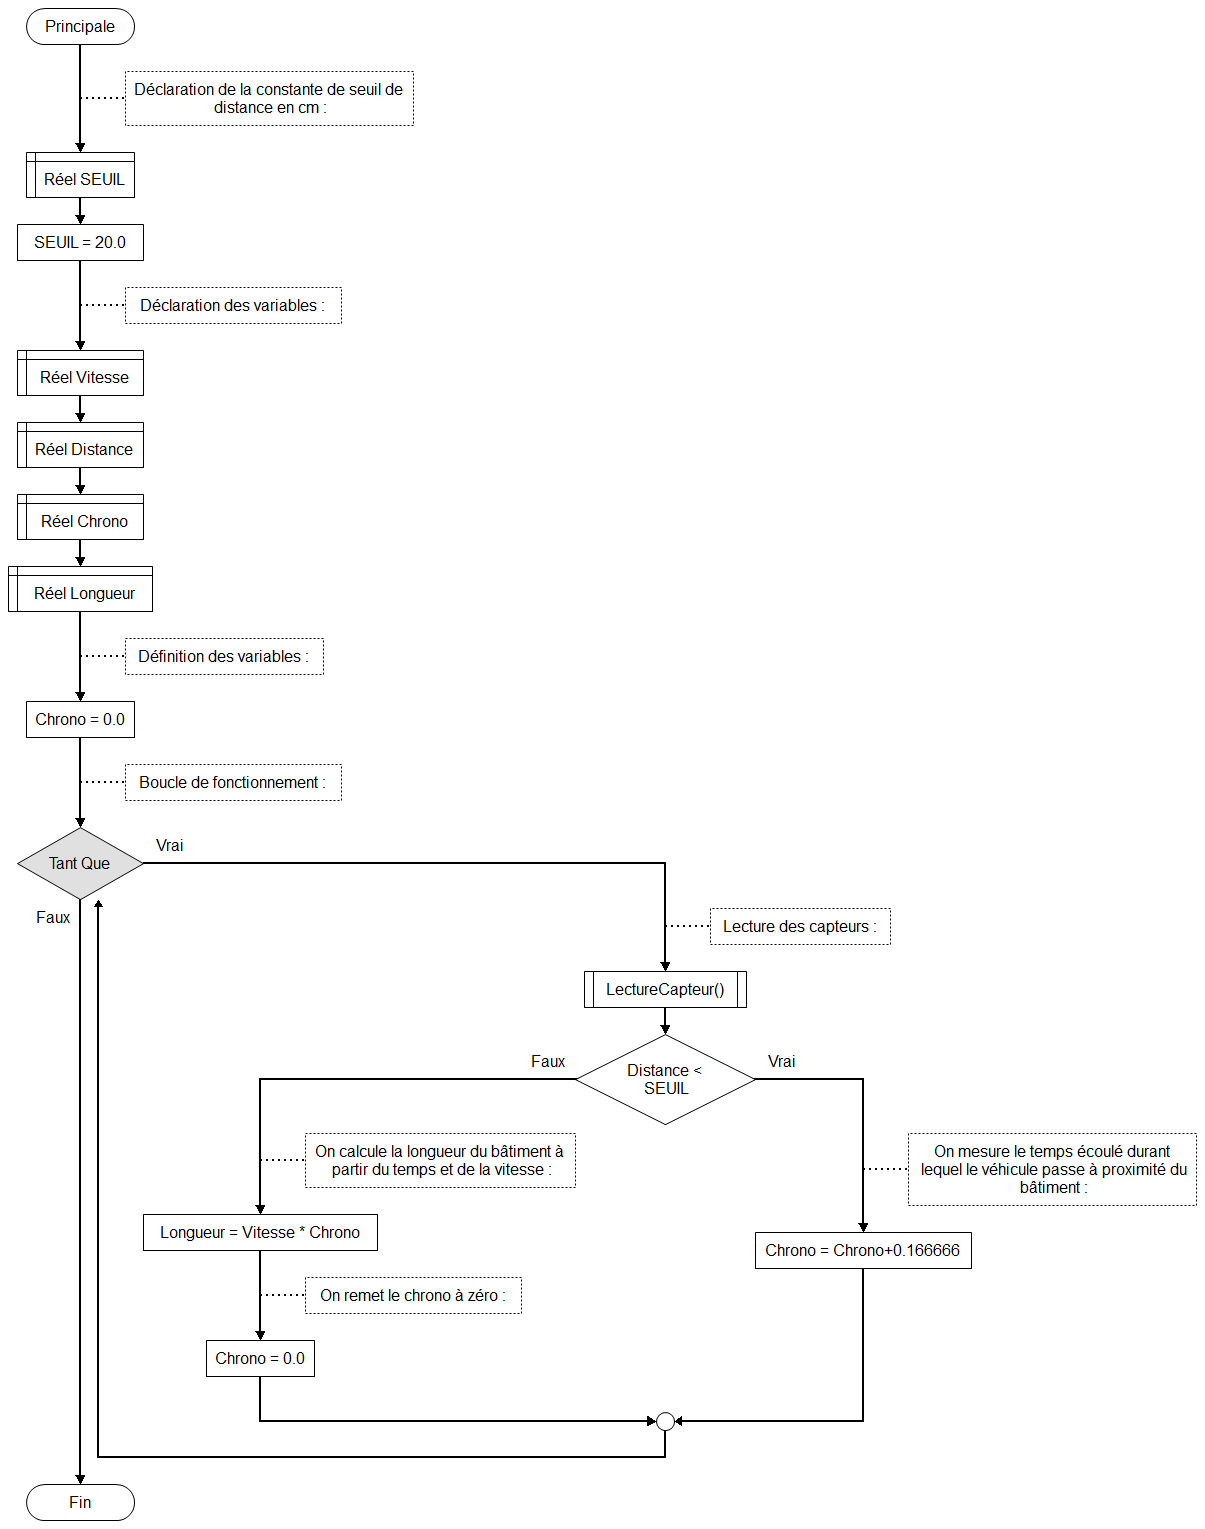 Principale
Déclaration de la constante de seuil de
distance en cm :
Réel SEUIL
SEUIL = 20.0
Déclaration des variables :
Réel Vitesse
Réel Distance
Réel Chrono
Réel Longueur
Définition des variables :
Chrono = 0.0
Boucle de fonctionnement :
Tant Que
Vrai
Faux
Lecture des capteurs :
LectureCapteur()
Distance <
SEUIL
Faux
Vrai
On calcule la longueur du bâtiment à
partir du temps et de la vitesse :
Longueur = Vitesse * Chrono
On remet le chrono à zéro :
Chrono = 0.0
On mesure le temps écoulé durant
lequel le véhicule passe à proximité du
bâtiment :
Chrono = Chrono+0.166666
Fin